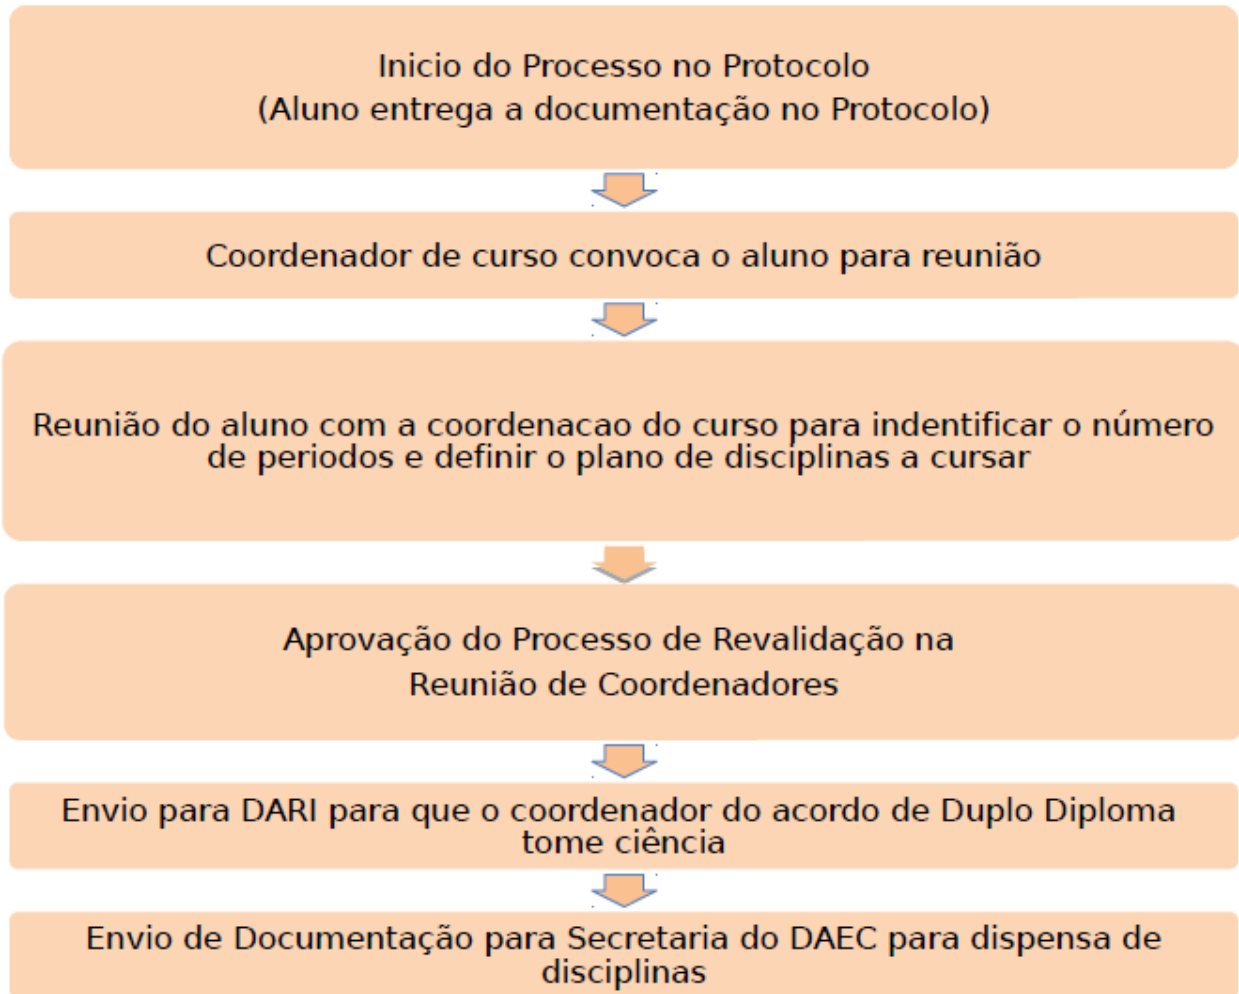 Inicio do Processo no Protocolo
(Aluno entrega a documentação no Protocolo)
Coordenador de curso convoca o aluno para reunião
Reunião do aluno com a coordenacao do curso para indentificar o número
de periodos e definir o plano de disciplinas a cursar
Aprovação do Processo de Revalidação na
Reunião de Coordenadores
Envio para DARI para que o coordenador do acordo de Duplo Diploma
tome ciência
Envio de Documentação para Secretaria do DAEC para dispensa de
disciplinas